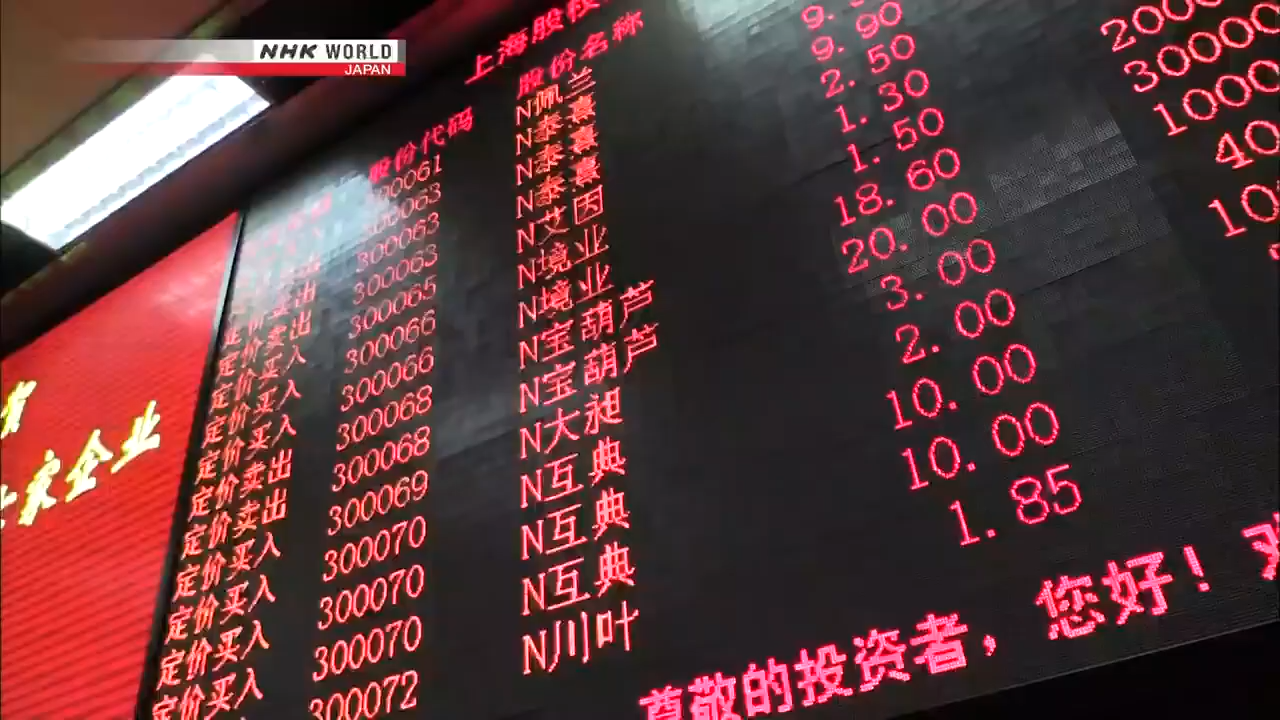 NHK WORLD
JAPAN
上海股权
股份代码 股份名称
N佩兰
300063 N泰熹
定价卖出 300063 N泰熹
定价卖出 300063 N泰熹 9.90
定价买入 300065 N艾因 2.50
定价买入 300066 N境业 1.30
定价买入 300066 N境业 1.50
定价卖出 300068 N宝葫芦 18.60
定价卖出 300068 N宝葫芦 20.00
定价买入 300069 N大昶 3.00
定价买入 300070 N互典 2.00
定价买入 300070 N互典 10.00
定价买入 300070 N互典 10.00
300072 N川叶 1.85
尊敬的投资者，您好！
家企业